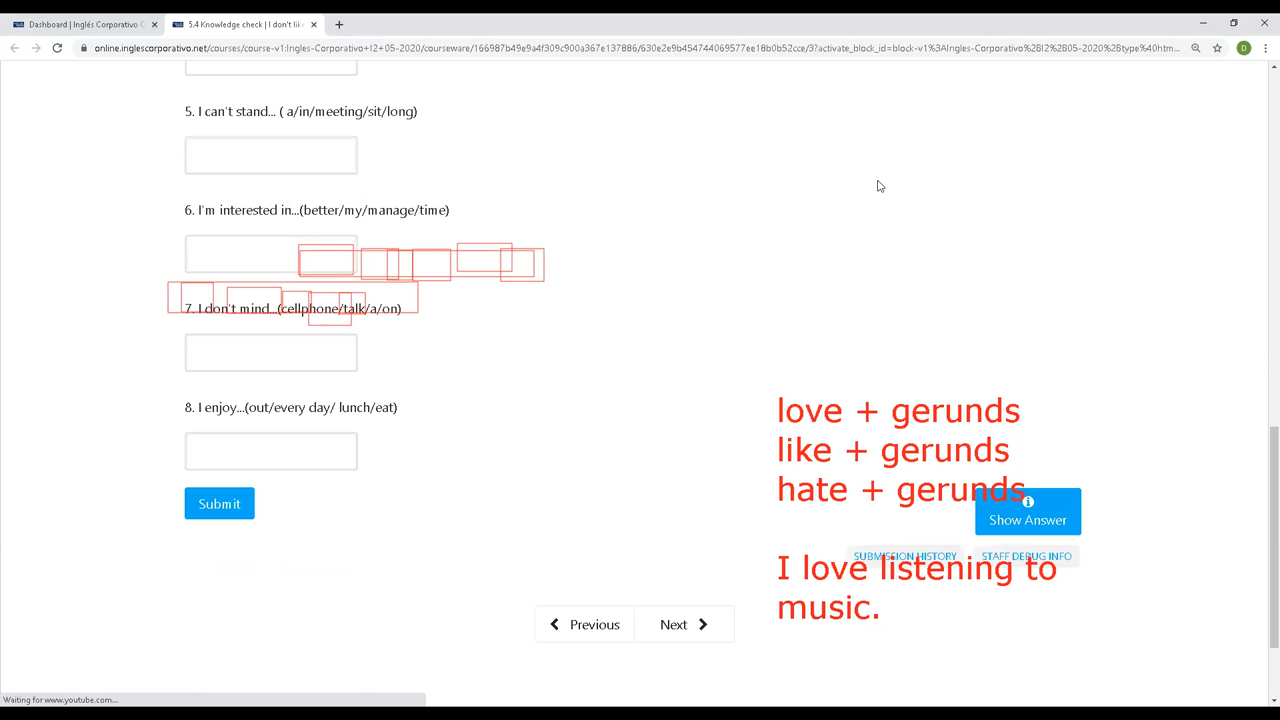 Dashboard | Inglés Corporativo O
5.4 Knowledge check | I don't lik
online.inglescorporativo.net/courses/course-v1:Ingles-Corporativo+I2+05-2020/courseware/166987b49e9a4f309c900a367e137886/630e2e9b454744069577ee18b0b52cce/3?activate_block_id=block-v1%3AIngles-Corporativo%2BI2%2B05-2020%2Btype%40htm...
D
5. I can't stand... ( a/in/meeting/sit/long)
6. I'm interested in...(better/my/manage/time)
7. I don't mind...(cellphone/talk/a/on)
8. I enjoy...(out/every day/ lunch/eat)
Submit
love + gerunds
like + gerunds
hate + gerunds
Show Answer
SUBMISSION HISTORY STAFF DEBUG INFO
I love listening to
music.
Previous Next
Waiting for www.youtube.com...